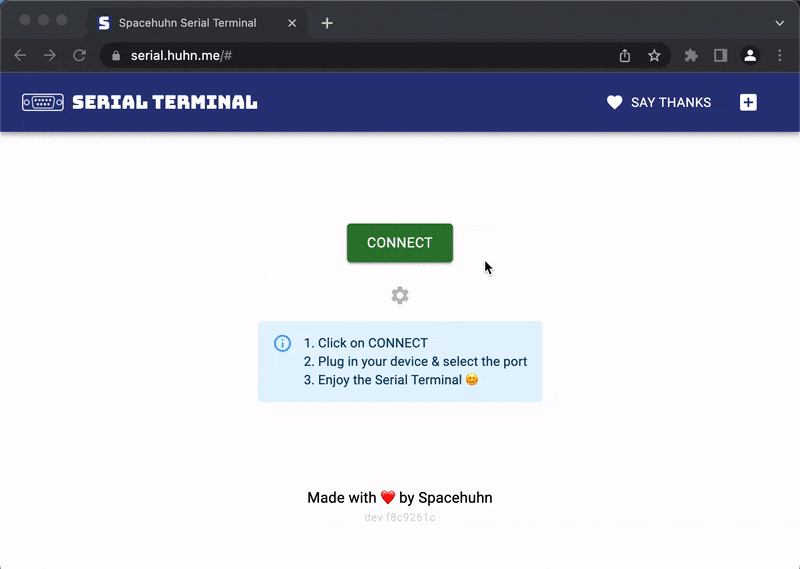 Spacehuhn Serial Terminal
serial.huhn.me/#
SERIAL TERMINAL
SAY THANKS
CONNECT
1. Click on CONNECT
2. Plug in your device & select the port
3. Enjoy the Serial Terminal 😊
Made with ❤️ by Spacehuhn
dev f8c9261c